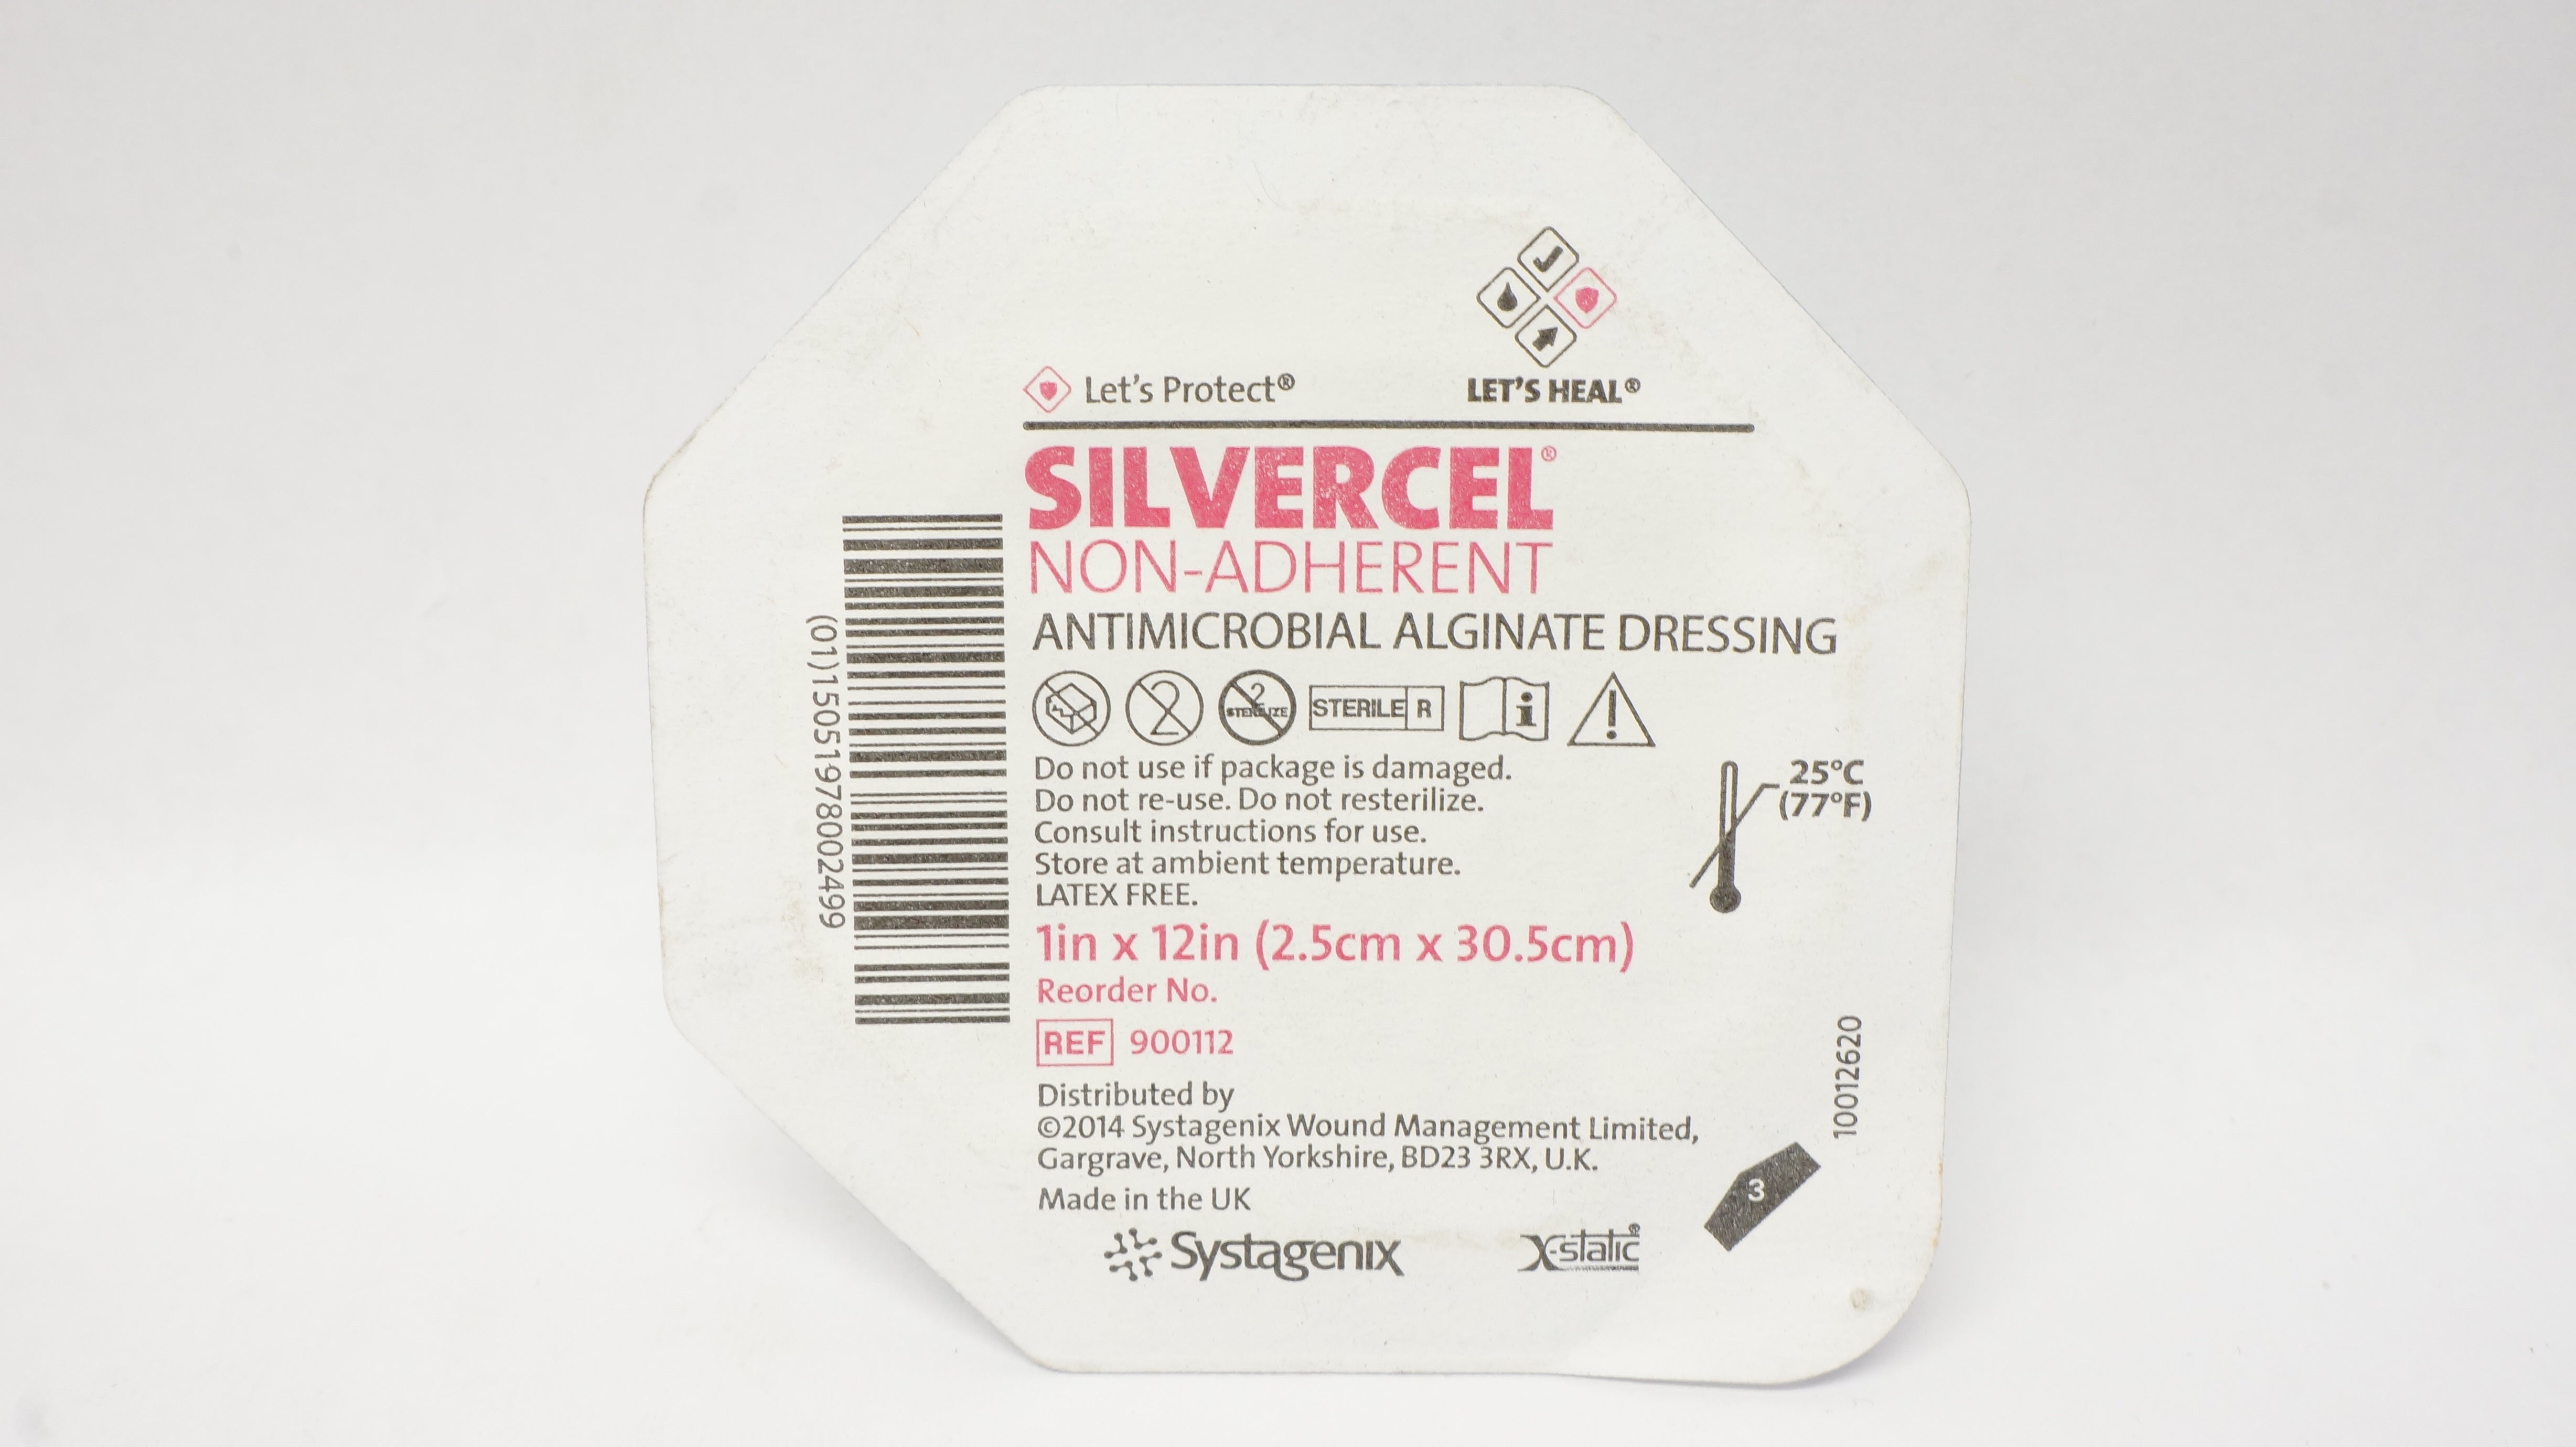 Let's Protect®
LET'S HEAL®
SILVERCEL®
NON-ADHERENT
ANTIMICROBIAL ALGINATE DRESSING
2
2
STERILIZE
STERILE R
i
!
Do not use if package is damaged.
Do not re-use. Do not resterilize.
Consult instructions for use.
Store at ambient temperature.
LATEX FREE.
25°C
(77°F)
1in x 12in (2.5cm x 30.5cm)
Reorder No.
REF 900112
Distributed by
©2014 Systagenix Wound Management Limited,
Gargrave, North Yorkshire, BD23 3RX, U.K.
Made in the UK
Systagenix
X-static®
3
10012620
(01)15051978002499